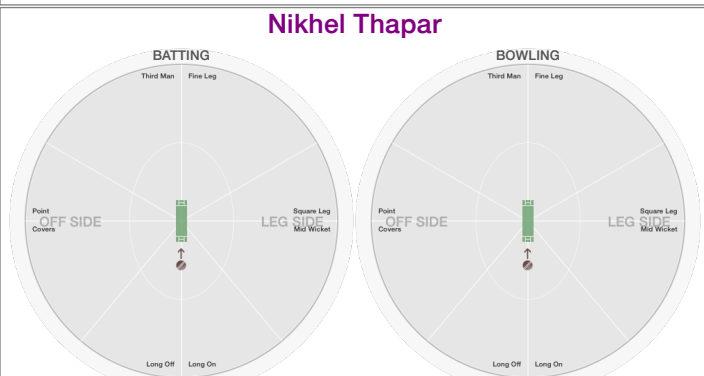 Nikhel Thapar
BATTING
Third Man Fine Leg
Point
OFF SIDE
Covers
Square Leg
LEG SIDE
Mid Wicket
Long Off Long On
BOWLING
Third Man Fine Leg
Point
OFF SIDE
Covers
Square Leg
LEG SIDE
Mid Wicket
Long Off Long On